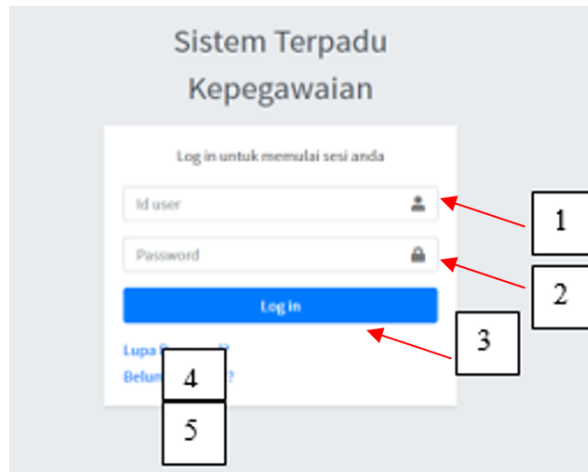 Sistem Terpadu
Kepegawaian
Log in untuk memulai sesi anda
Id user
1
Password
2
Log in
3
Lupa
4
Belum ?
5